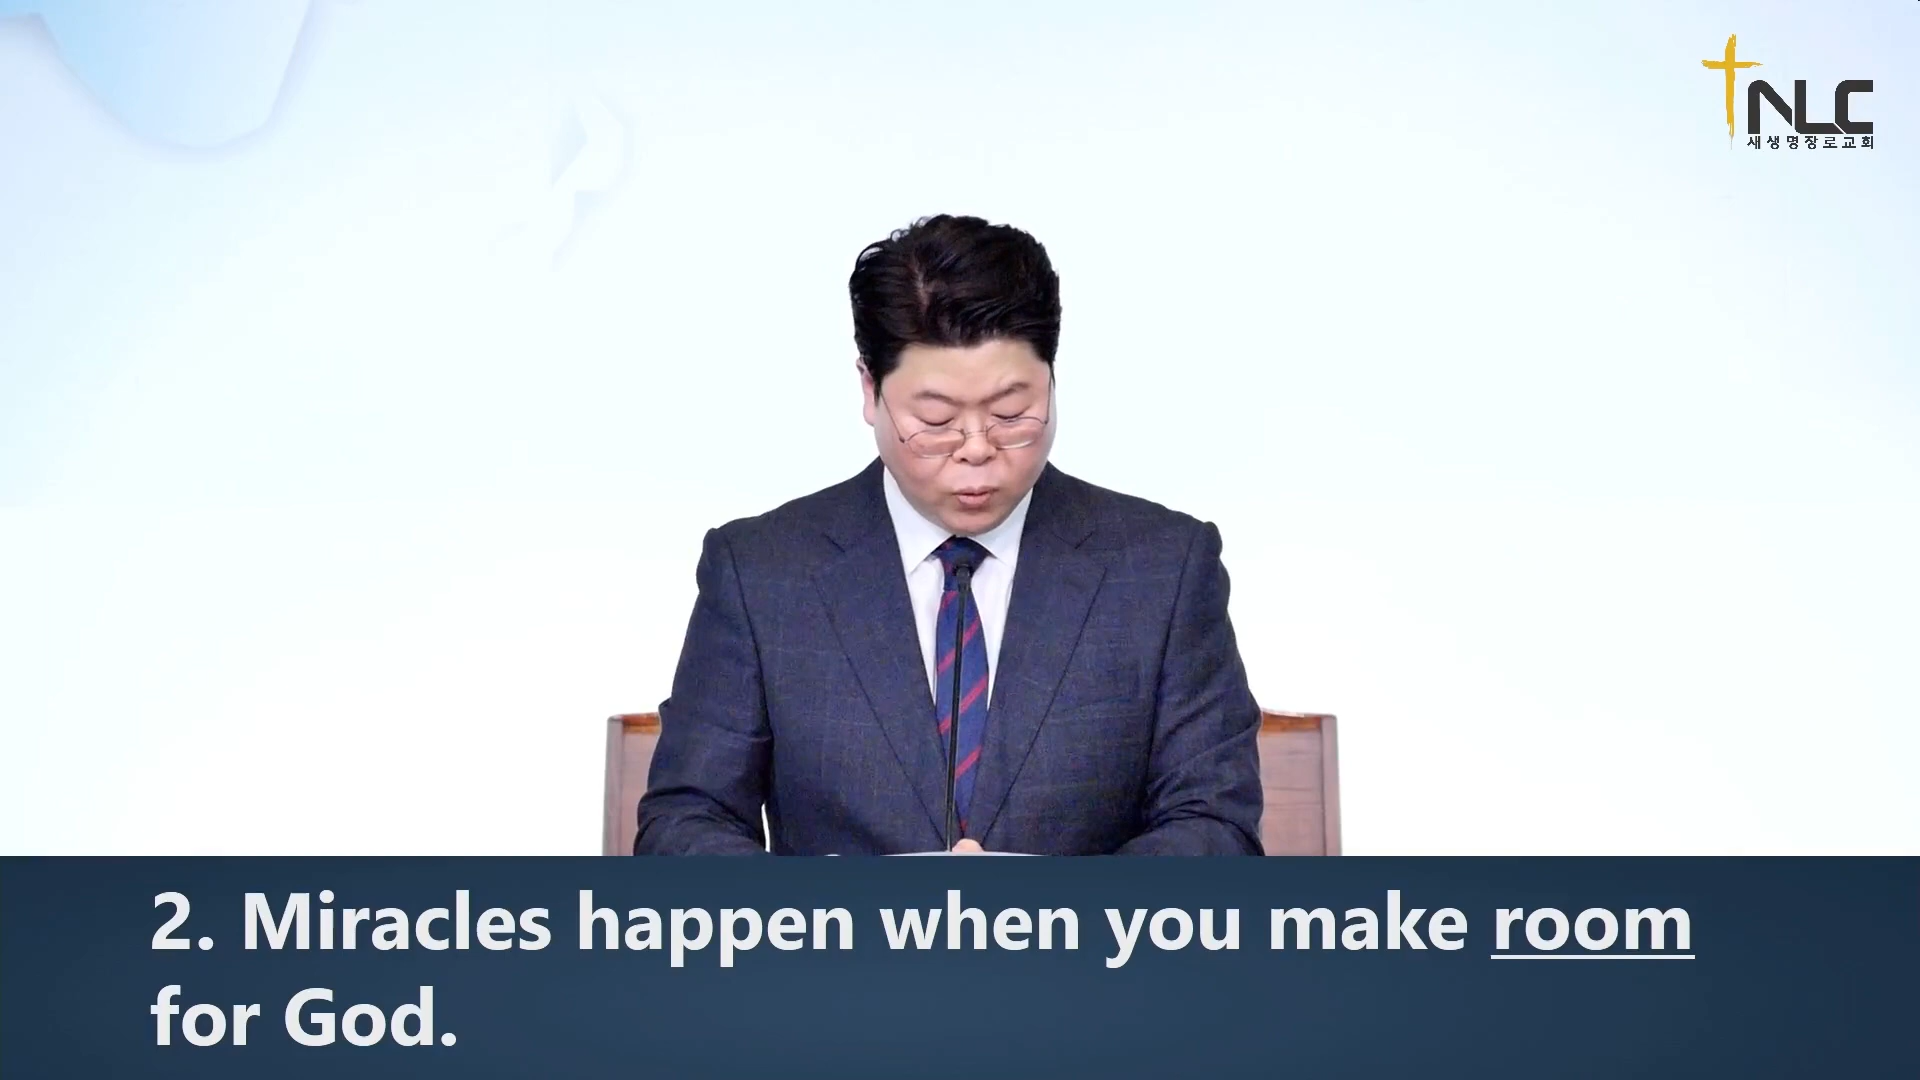 NLC
새생명장로교회
2. Miracles happen when you make room
for God.